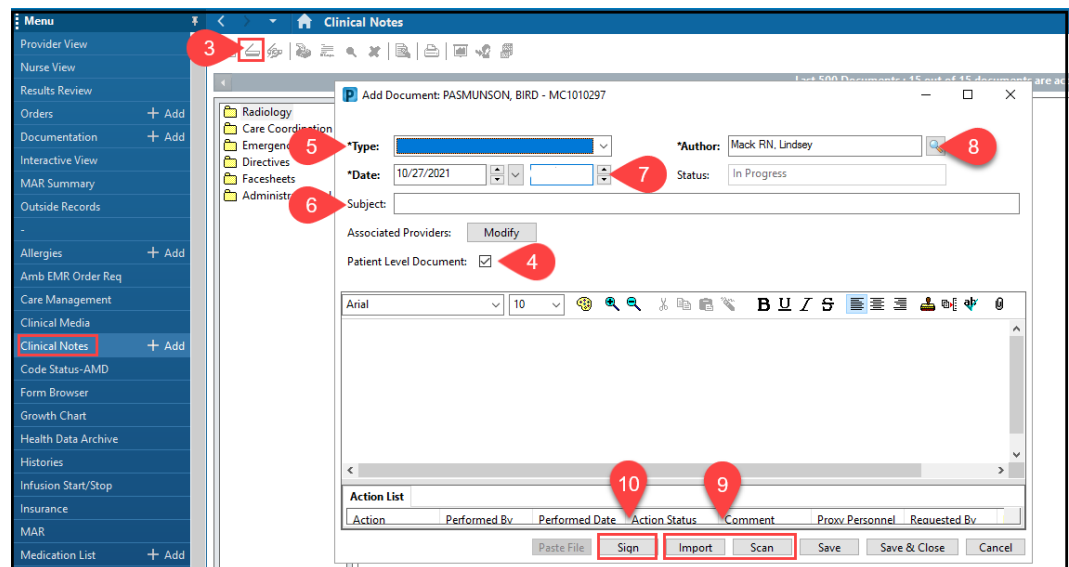 Menu
Clinical Notes
Provider View
Nurse View
Results Review
Orders + Add
Documentation + Add
Interactive View
MAR Summary
Outside Records
-
Allergies + Add
Amb EMR Order Req
Care Management
Clinical Media
Clinical Notes + Add
Code Status-AMD
Form Browser
Growth Chart
Health Data Archive
Histories
Infusion Start/Stop
Insurance
MAR
Medication List + Add
3
Last 500 Documents : 15 out of 15 documents are ac
Radiology
Care Coordination
Emergen
Directives
Facesheets
Administr
P Add Document: PASMUNSON, BIRD - MC1010297
5 *Type: *Author: Mack RN, Lindsey 8
*Date: 10/27/2021 7 Status: In Progress
6 Subject:
Associated Providers: Modify
Patient Level Document: 4
Arial 10 B U I S
10 9
Action List
Action Performed By Performed Date Action Status Comment Proxy Personnel Requested By
Paste File Sign Import Scan Save Save & Close Cancel